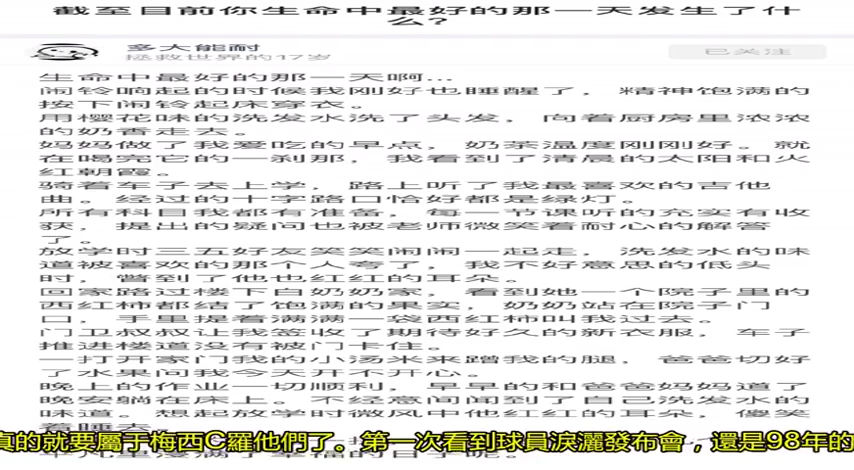 截至目前你生命中最好的那一天发生了什
么?
多大能耐
拯救世界的17岁
已关注
生命中最好的那一天啊...
闹铃响起的时候我刚好也睡醒了，精神饱满的
按下闹铃起床穿衣。
用樱花味的洗发水洗了头发，向着厨房里浓浓
的奶香走去。
妈妈做了我爱吃的早点，奶茶温度刚刚好。就
在喝完它的一刹那，我看到了清晨的太阳和火
红朝霞。
骑着车子去上学，路上听了我最喜欢的吉他
曲。经过的十字路口恰好都是绿灯。
所有科目我都有准备，每一节课听的充实有收
获，提出的疑问也被老师微笑着耐心的解答
了。
放学时三五好友笑笑闹闹一起走，洗发水的味
道被喜欢的那个人夸了，我不好意思的低头
时，瞥到了他也红红的耳朵。
回家路过楼下白奶奶家，看到她一个院子里的
西红柿都结了饱满的果实，奶奶站在院子门
口，手里提着满满一袋西红柿叫我过去。
门卫叔叔让我签收了期待好久的新衣服，车子
推进楼道没有被门卡住。
一打开家门我的小汤米来蹭我的腿，爸爸切好
了水果问我今天开不开心。
晚上的作业一切顺利，早早的和爸爸妈妈道了
晚安躺在床上。不经意间闻到了自己洗发水的
味道。想起放学时微风中他红红的耳朵，傻笑
着睡去
真的就要屬于梅西C羅他們了。第一次看到球員淚灑發布會，還是98年的